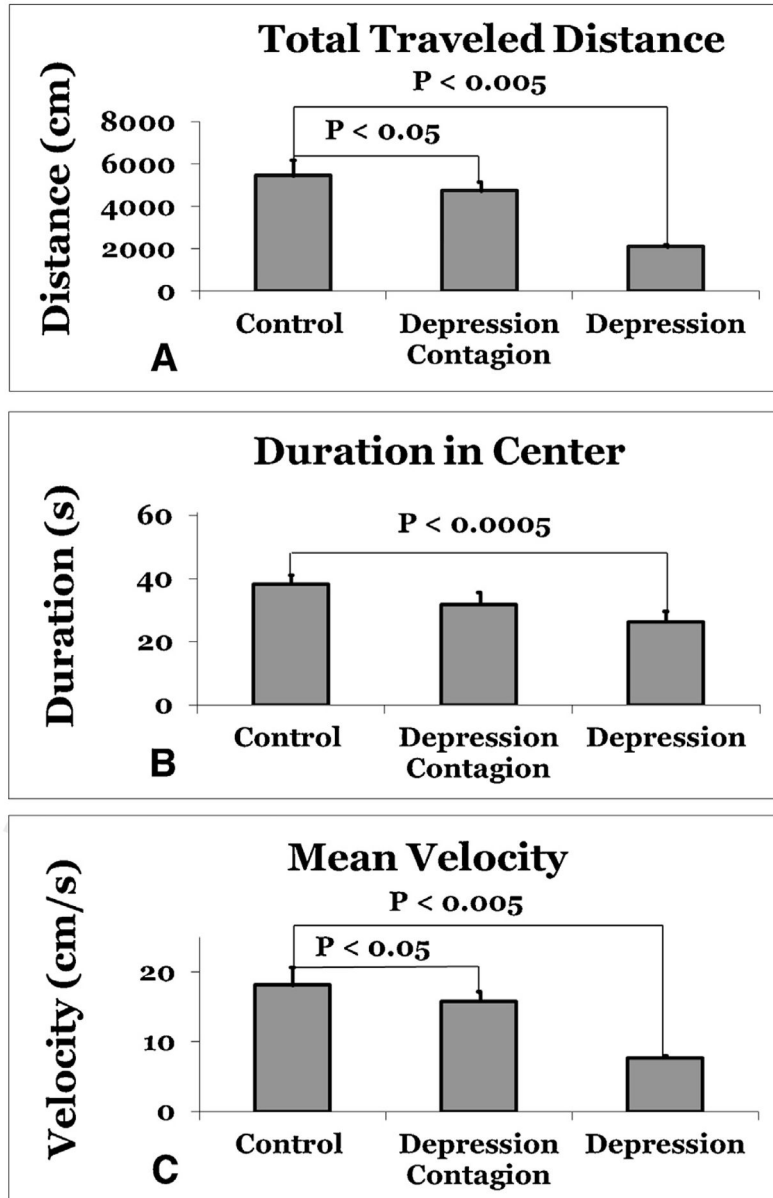 Total Traveled Distance
Distance (cm)
P < 0.005
P < 0.05
8000
6000
4000
2000
0
Control
Depression
Contagion
Depression
A
Duration in Center
Duration (s)
P < 0.0005
60
40
20
0
Control
Depression
Contagion
Depression
B
Mean Velocity
Velocity (cm/s)
P < 0.005
P < 0.05
20
10
0
Control
Depression
Contagion
Depression
C